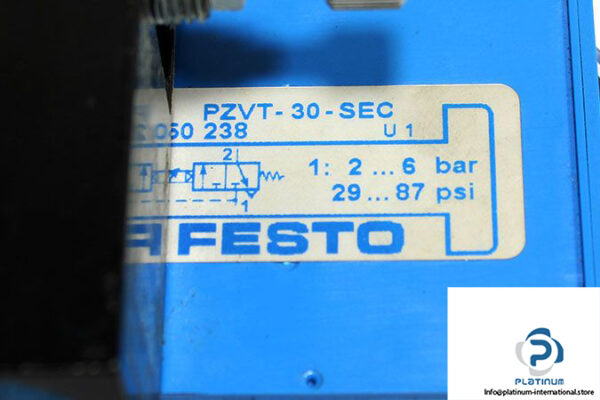 PZVT-30-SEC
050 238 U1
2
1: 2 ... 6 bar
1
29 ... 87 psi
FESTO
PLATINUM
Info@platinum-international.store